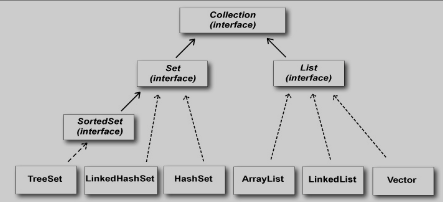 Collection
(interface)
Set
(interface)
List
(interface)
SortedSet
(interface)
TreeSet
LinkedHashSet
HashSet
ArrayList
LinkedList
Vector